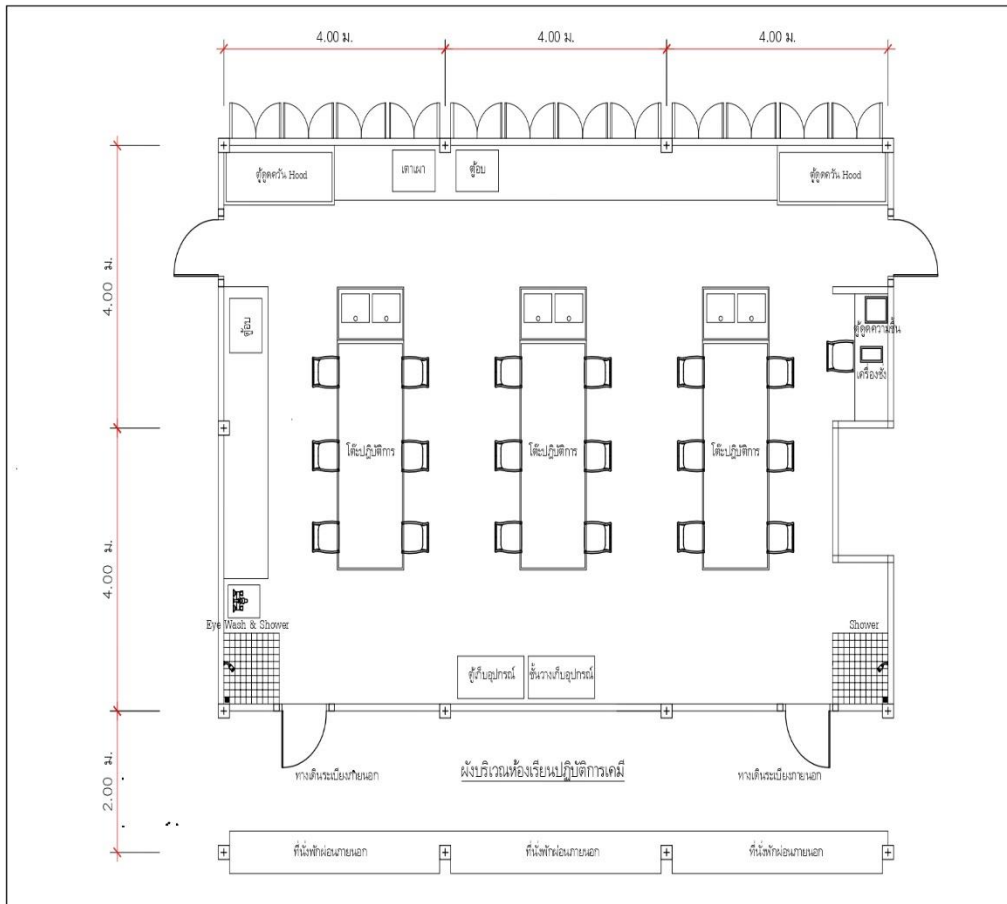 4.00 ม.
4.00 ม.
4.00 ม.
ตู้ดูดควัน Hood
เตาเผา
ตู้อบ
ตู้ดูดควัน Hood
4.00 ม.
ตู้อบ
ตู้ดูดความชื้น
เครื่องชั่ง
โต๊ะปฏิบัติการ
โต๊ะปฏิบัติการ
โต๊ะปฏิบัติการ
4.00 ม.
Eye Wash & Shower
Shower
ตู้เก็บอุปกรณ์
ชั้นวางเก็บอุปกรณ์
2.00 ม.
ทางเดินระเบียงภายนอก
ผังบริเวณห้องเรียนปฏิบัติการเคมี
ทางเดินระเบียงภายนอก
ที่นั่งพักผ่อนภายนอก
ที่นั่งพักผ่อนภายนอก
ที่นั่งพักผ่อนภายนอก